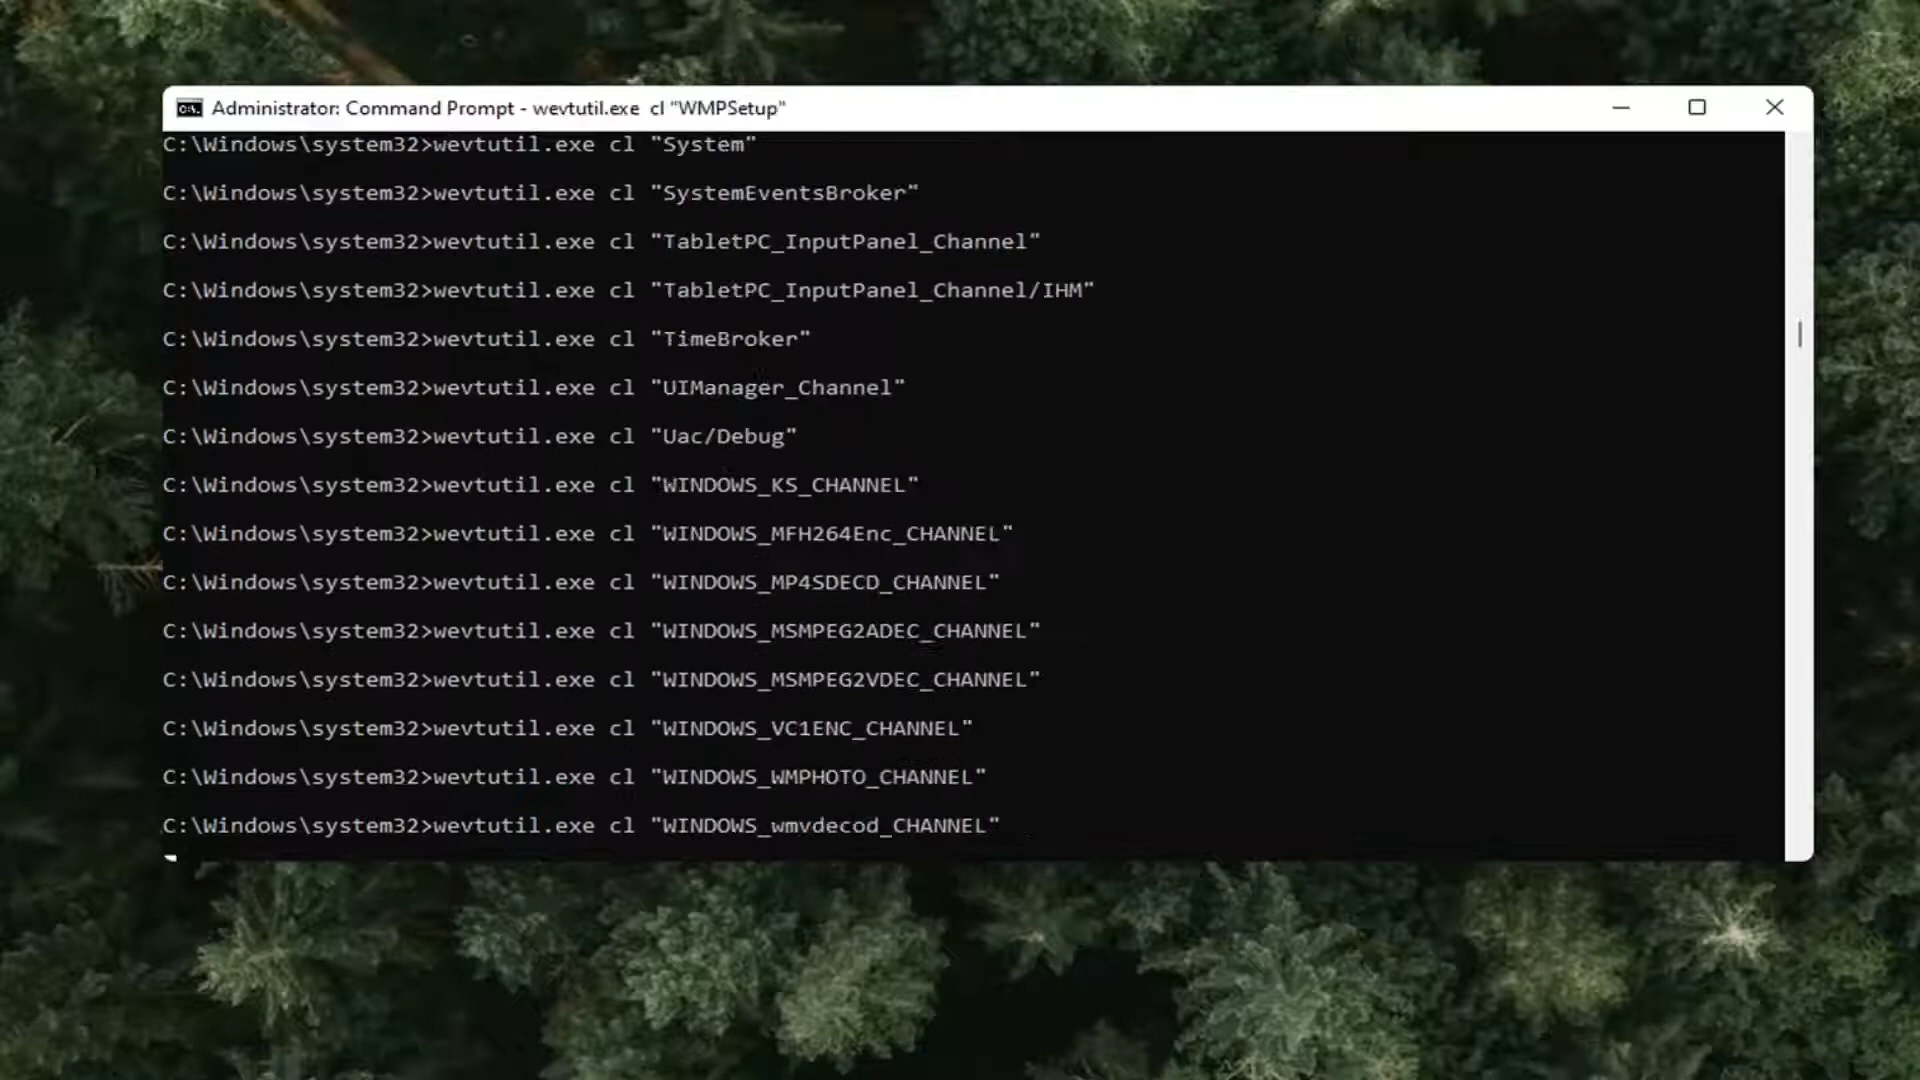 Administrator: Command Prompt - wevtutil.exe  cl "WMPSetup"
C:\Windows\system32>wevtutil.exe cl "System"
C:\Windows\system32>wevtutil.exe cl "SystemEventsBroker"
C:\Windows\system32>wevtutil.exe cl "TabletPC_InputPanel_Channel"
C:\Windows\system32>wevtutil.exe cl "TabletPC_InputPanel_Channel/IHM"
C:\Windows\system32>wevtutil.exe cl "TimeBroker"
C:\Windows\system32>wevtutil.exe cl "UIManager_Channel"
C:\Windows\system32>wevtutil.exe cl "Uac/Debug"
C:\Windows\system32>wevtutil.exe cl "WINDOWS_KS_CHANNEL"
C:\Windows\system32>wevtutil.exe cl "WINDOWS_MFH264Enc_CHANNEL"
C:\Windows\system32>wevtutil.exe cl "WINDOWS_MP4SDECD_CHANNEL"
C:\Windows\system32>wevtutil.exe cl "WINDOWS_MSMPEG2ADEC_CHANNEL"
C:\Windows\system32>wevtutil.exe cl "WINDOWS_MSMPEG2VDEC_CHANNEL"
C:\Windows\system32>wevtutil.exe cl "WINDOWS_VC1ENC_CHANNEL"
C:\Windows\system32>wevtutil.exe cl "WINDOWS_WMPHOTO_CHANNEL"
C:\Windows\system32>wevtutil.exe cl "WINDOWS_wmvdecod_CHANNEL"